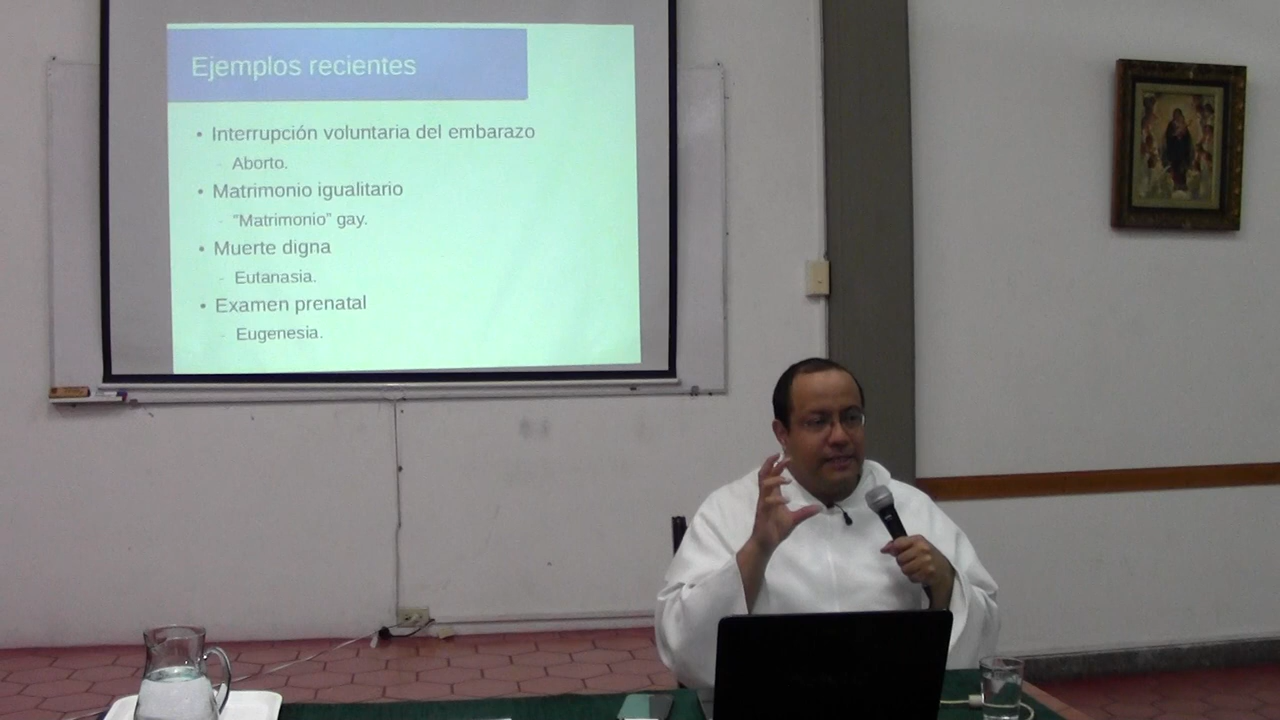 Ejemplos recientes
• Interrupción voluntaria del embarazo
- Aborto.
• Matrimonio igualitario
- "Matrimonio" gay.
• Muerte digna
- Eutanasia.
• Examen prenatal
- Eugenesia.